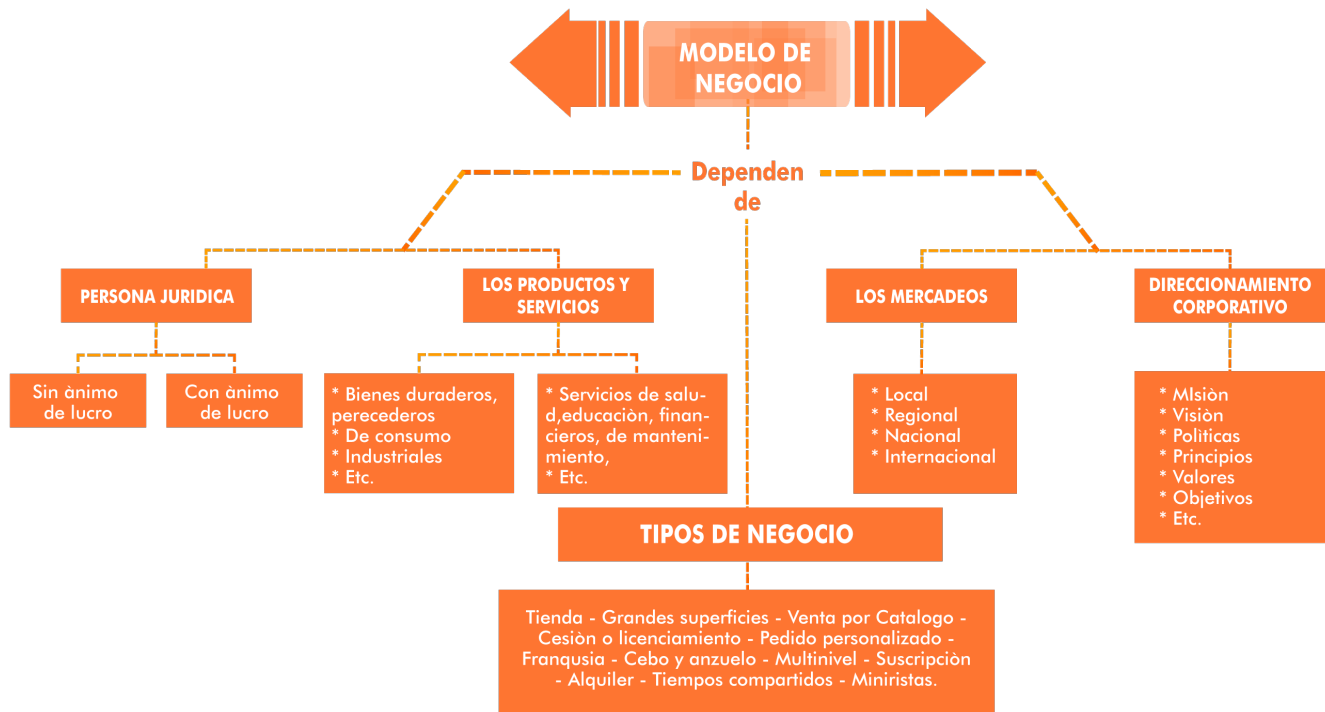 MODELO DE
NEGOCIO
Dependen
de
PERSONA JURIDICA
Sin ànimo
de lucro
Con ànimo
de lucro
LOS PRODUCTOS Y
SERVICIOS
* Bienes duraderos,
perecederos
* De consumo
* Industriales
* Etc.
* Servicios de salu-
d,educaciòn, finan-
cieros, de manteni-
miento,
* Etc.
LOS MERCADEOS
* Local
* Regional
* Nacional
* Internacional
DIRECCIONAMIENTO
CORPORATIVO
* MIsiòn
* Visiòn
* Polìticas
* Principios
* Valores
* Objetivos
* Etc.
TIPOS DE NEGOCIO
Tienda - Grandes superficies - Venta por Catalogo -
Cesiòn o licenciamiento - Pedido personalizado -
Franqusia - Cebo y anzuelo - Multinivel - Suscripciòn
- Alquiler - Tiempos compartidos - Miniristas.